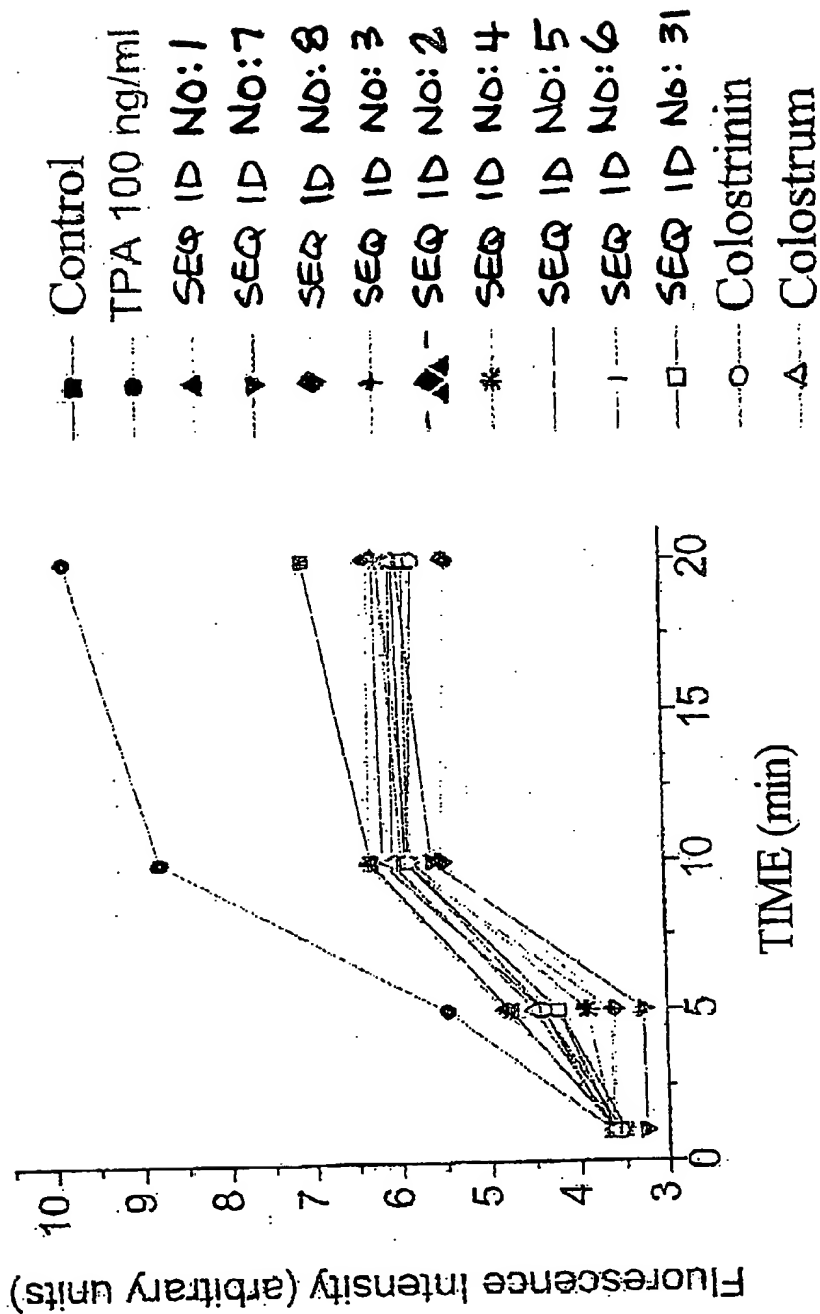 Control
TPA 100 ng/ml
SEQ ID NO: 1
SEQ ID NO: 7
SEQ ID NO: 8
SEQ ID NO: 3
SEQ ID NO: 2
SEQ ID NO: 4
SEQ ID NO: 5
SEQ ID NO: 6
SEQ ID No: 31
Colostrinin
Colostrum
Fluorescence Intensity (arbitrary units)
10
9
8
7
6
5
4
3
0 5 10 15 20
TIME (min)